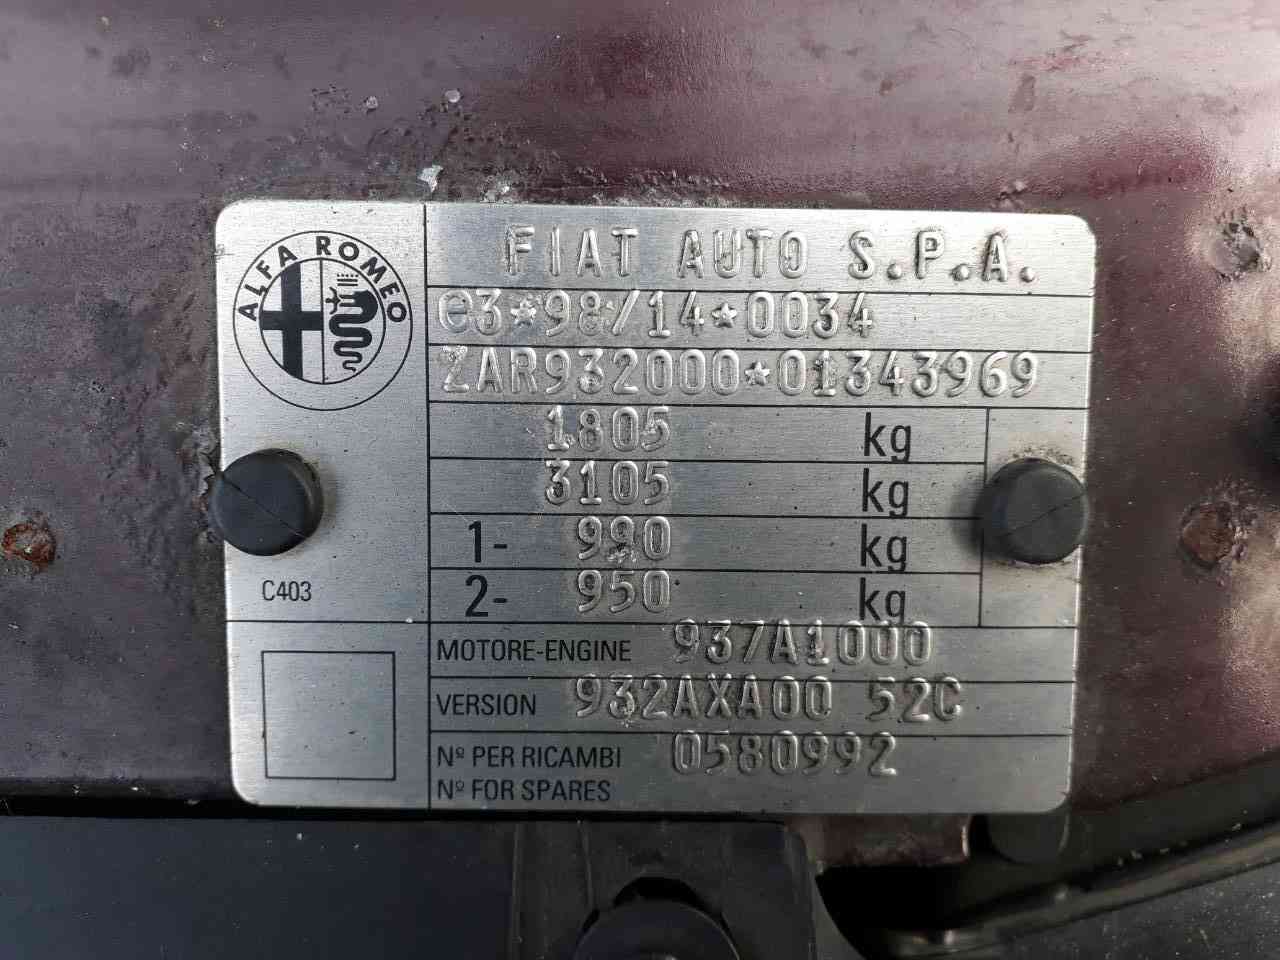 ALFA ROMEO
FIAT AUTO S.P.A.
e3*98/14*0034
ZAR932000*01343969
1805 kg
3105 kg
1- 990 kg
2- 950 kg
C403
MOTORE-ENGINE 937A1000
VERSION 932AXA00 52C
Nº PER RICAMBI 0580992
Nº FOR SPARES